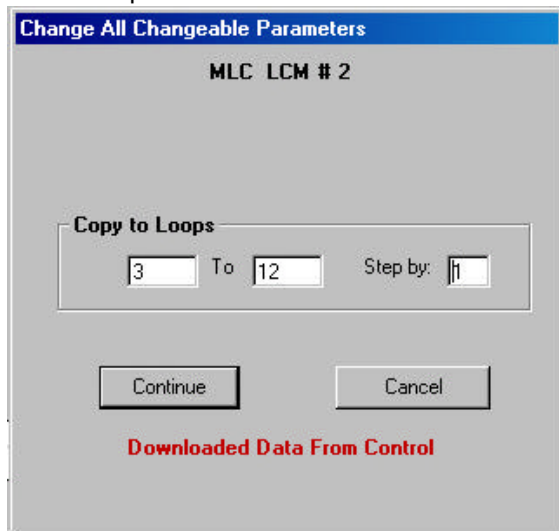 Change All Changeable Parameters
MLC LCM # 2
Copy to Loops
3 To 12 Step by: 1
Continue Cancel
Downloaded Data From Control